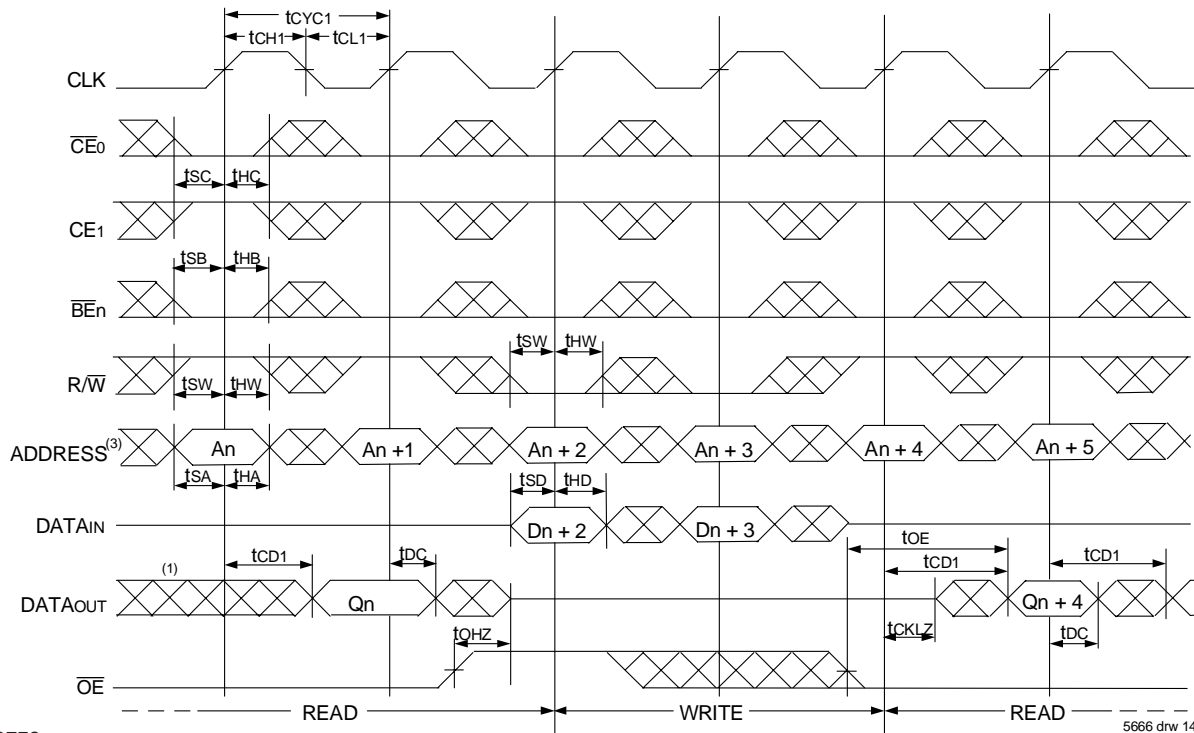 tCYC1
tCH1 tCL1
CLK
CE0
tSC tHC
CE1
tSB tHB
BEn
tSW tHW
R/W
tSW tHW
ADDRESS(3) An An +1 An + 2 An + 3 An + 4 An + 5
tSA tHA tSD tHD
DATAIN Dn + 2 Dn + 3
tOE
tCD1 tDC tCD1 tCD1
(1)
DATAOUT Qn Qn + 4
tOHZ tCKLZ tDC
OE
READ WRITE READ
5666 drw 14